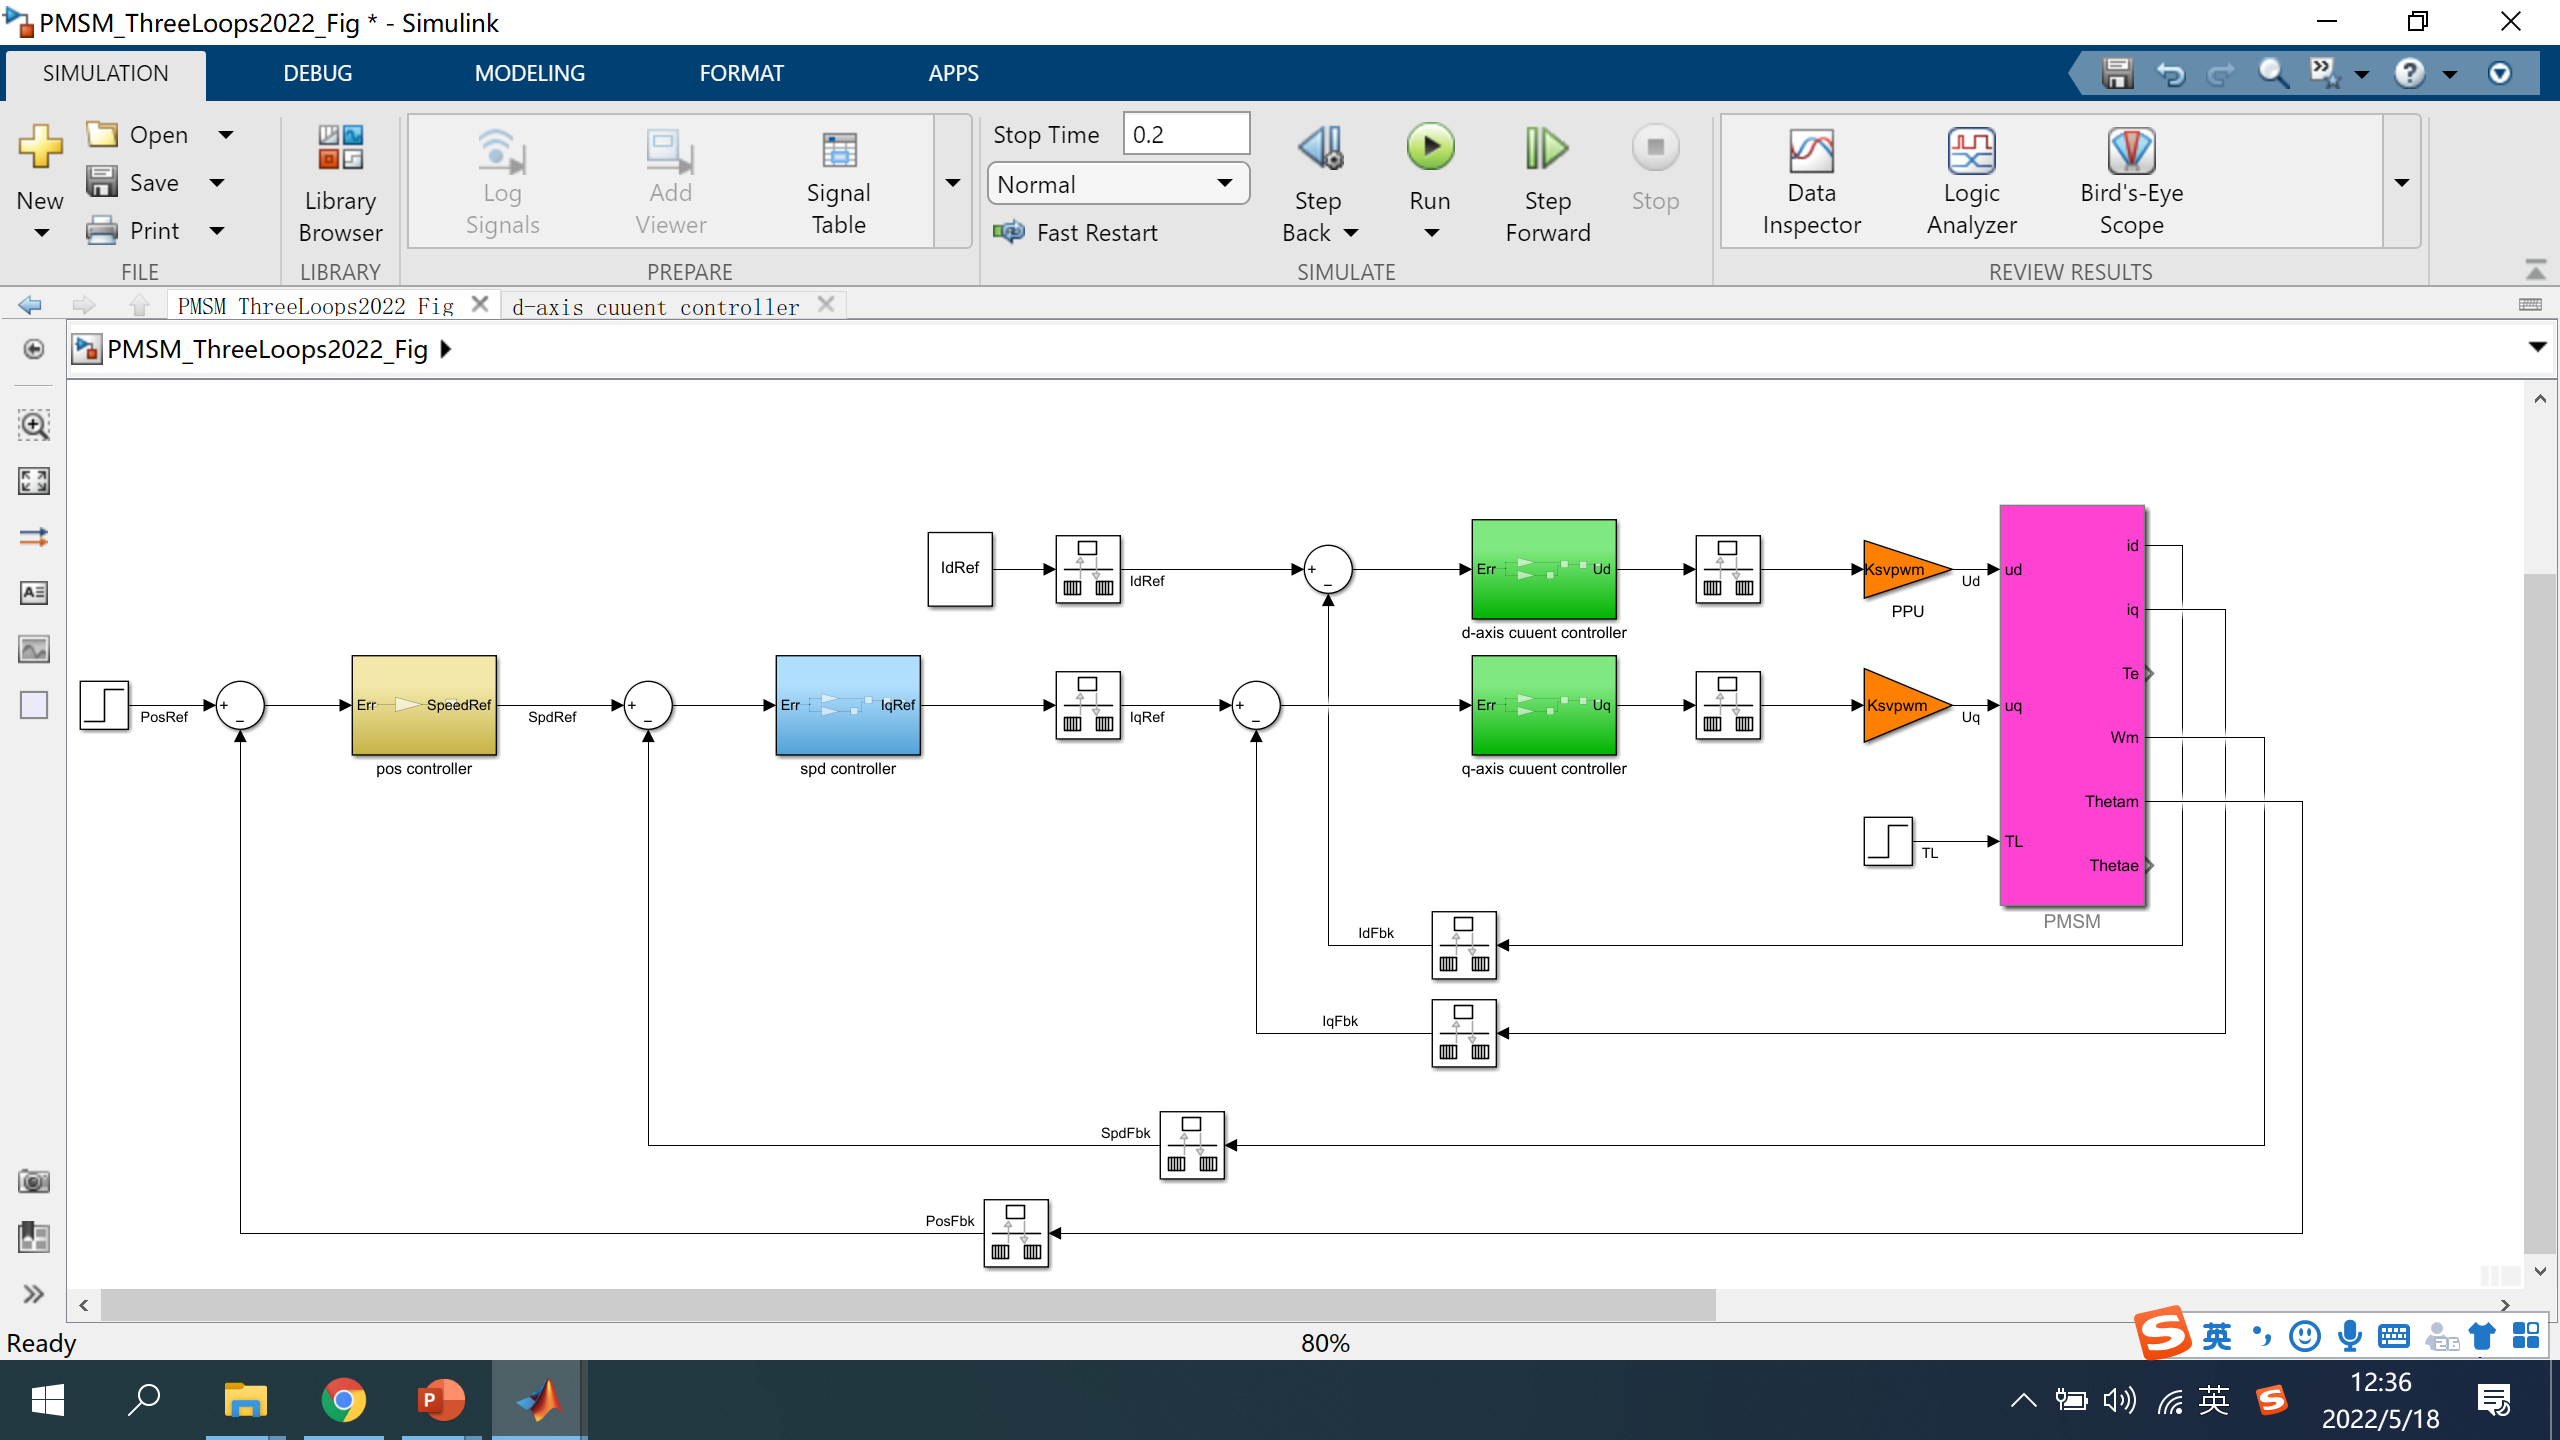 PMSM_ThreeLoops2022_Fig * - Simulink
SIMULATION
DEBUG
MODELING
FORMAT
APPS
New
Open
Save
Print
FILE
Library
Browser
LIBRARY
Log
Signals
Add
Viewer
Signal
Table
PREPARE
Stop Time
0.2
Normal
Fast Restart
Step
Back
Run
Step
Forward
Stop
SIMULATE
Data
Inspector
Logic
Analyzer
Bird's-Eye
Scope
REVIEW RESULTS
PMSM_ThreeLoops2022_Fig
d-axis cuuent controller
PMSM_ThreeLoops2022_Fig
IdRef
IdRef
Err
Ud
d-axis cuuent controller
Ksvpwm
PPU
Ud
PosRef
Err
SpeedRef
pos controller
SpdRef
Err
IqRef
spd controller
IqRef
Err
Uq
q-axis cuuent controller
Ksvpwm
Uq
TL
ud
uq
TL
id
iq
Te
Wm
Thetam
Thetae
PMSM
IdFbk
IqFbk
SpdFbk
PosFbk
Ready
80%
英
英
12:36
2022/5/18